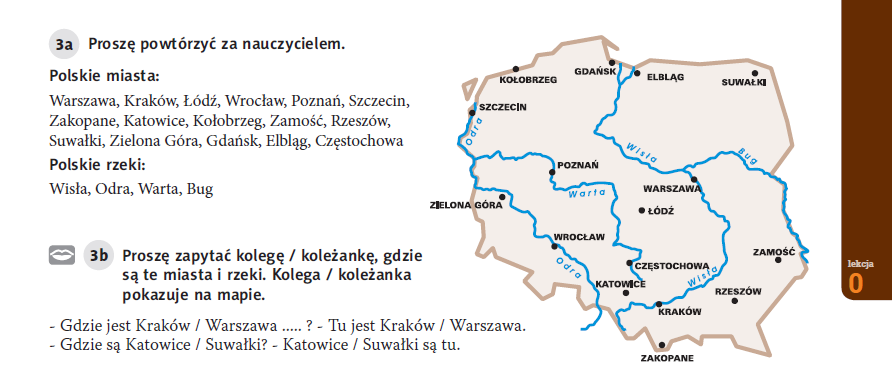 3a Proszę powtórzyć za nauczycielem.
Polskie miasta:
Warszawa, Kraków, Łódź, Wrocław, Poznań, Szczecin,
Zakopane, Katowice, Kołobrzeg, Zamość, Rzeszów,
Suwałki, Zielona Góra, Gdańsk, Elbląg, Częstochowa
Polskie rzeki:
Wisła, Odra, Warta, Bug
3b Proszę zapytać kolegę / koleżankę, gdzie
są te miasta i rzeki. Kolega / koleżanka
pokazuje na mapie.
- Gdzie jest Kraków / Warszawa ..... ? - Tu jest Kraków / Warszawa.
- Gdzie są Katowice / Suwałki? - Katowice / Suwałki są tu.
KOŁOBRZEG
GDAŃSK
ELBLĄG
SUWAŁKI
SZCZECIN
Odra
Wisła
Bug
POZNAŃ
WARSZAWA
Warta
ZIELONA GÓRA
ŁÓDŹ
WROCŁAW
ZAMOŚĆ
Odra
CZĘSTOCHOWA
Wisła
KATOWICE
RZESZÓW
KRAKÓW
ZAKOPANE
lekcja
0